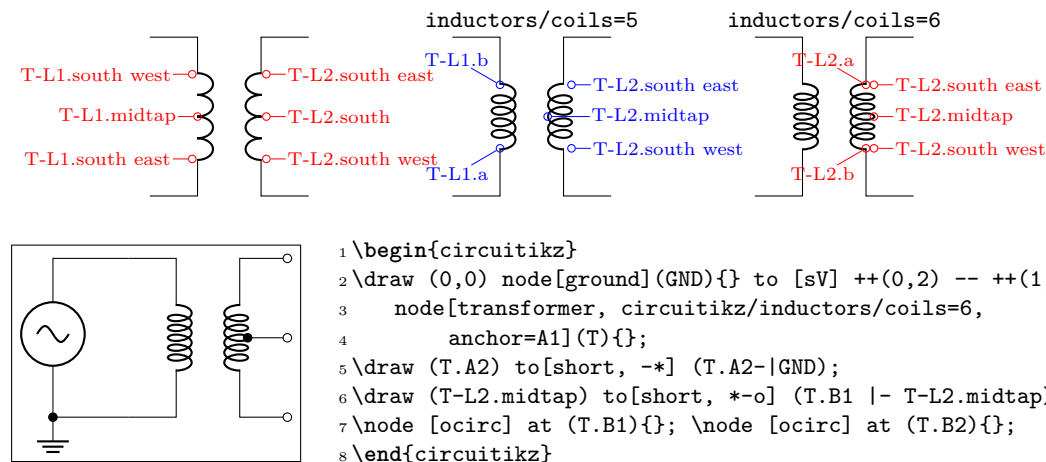 inductors/coils=5
inductors/coils=6
T-L1.south west
T-L2.south east
T-L1.midtap
T-L2.south
T-L1.south east
T-L2.south west
T-L1.b
T-L2.south east
T-L2.midtap
T-L2.south west
T-L1.a
T-L2.a
T-L2.south east
T-L2.midtap
T-L2.south west
T-L2.b
1 \begin{circuitikz}
2 \draw (0,0) node[ground](GND){} to [sV] ++(0,2) -- ++(1
3 node[transformer, circuitikz/inductors/coils=6,
4 anchor=A1](T){};
5 \draw (T.A2) to[short, -*] (T.A2-|GND);
6 \draw (T-L2.midtap) to[short, *-o] (T.B1 |- T-L2.midtap)
7 \node [ocirc] at (T.B1){}; \node [ocirc] at (T.B2){};
8 \end{circuitikz}